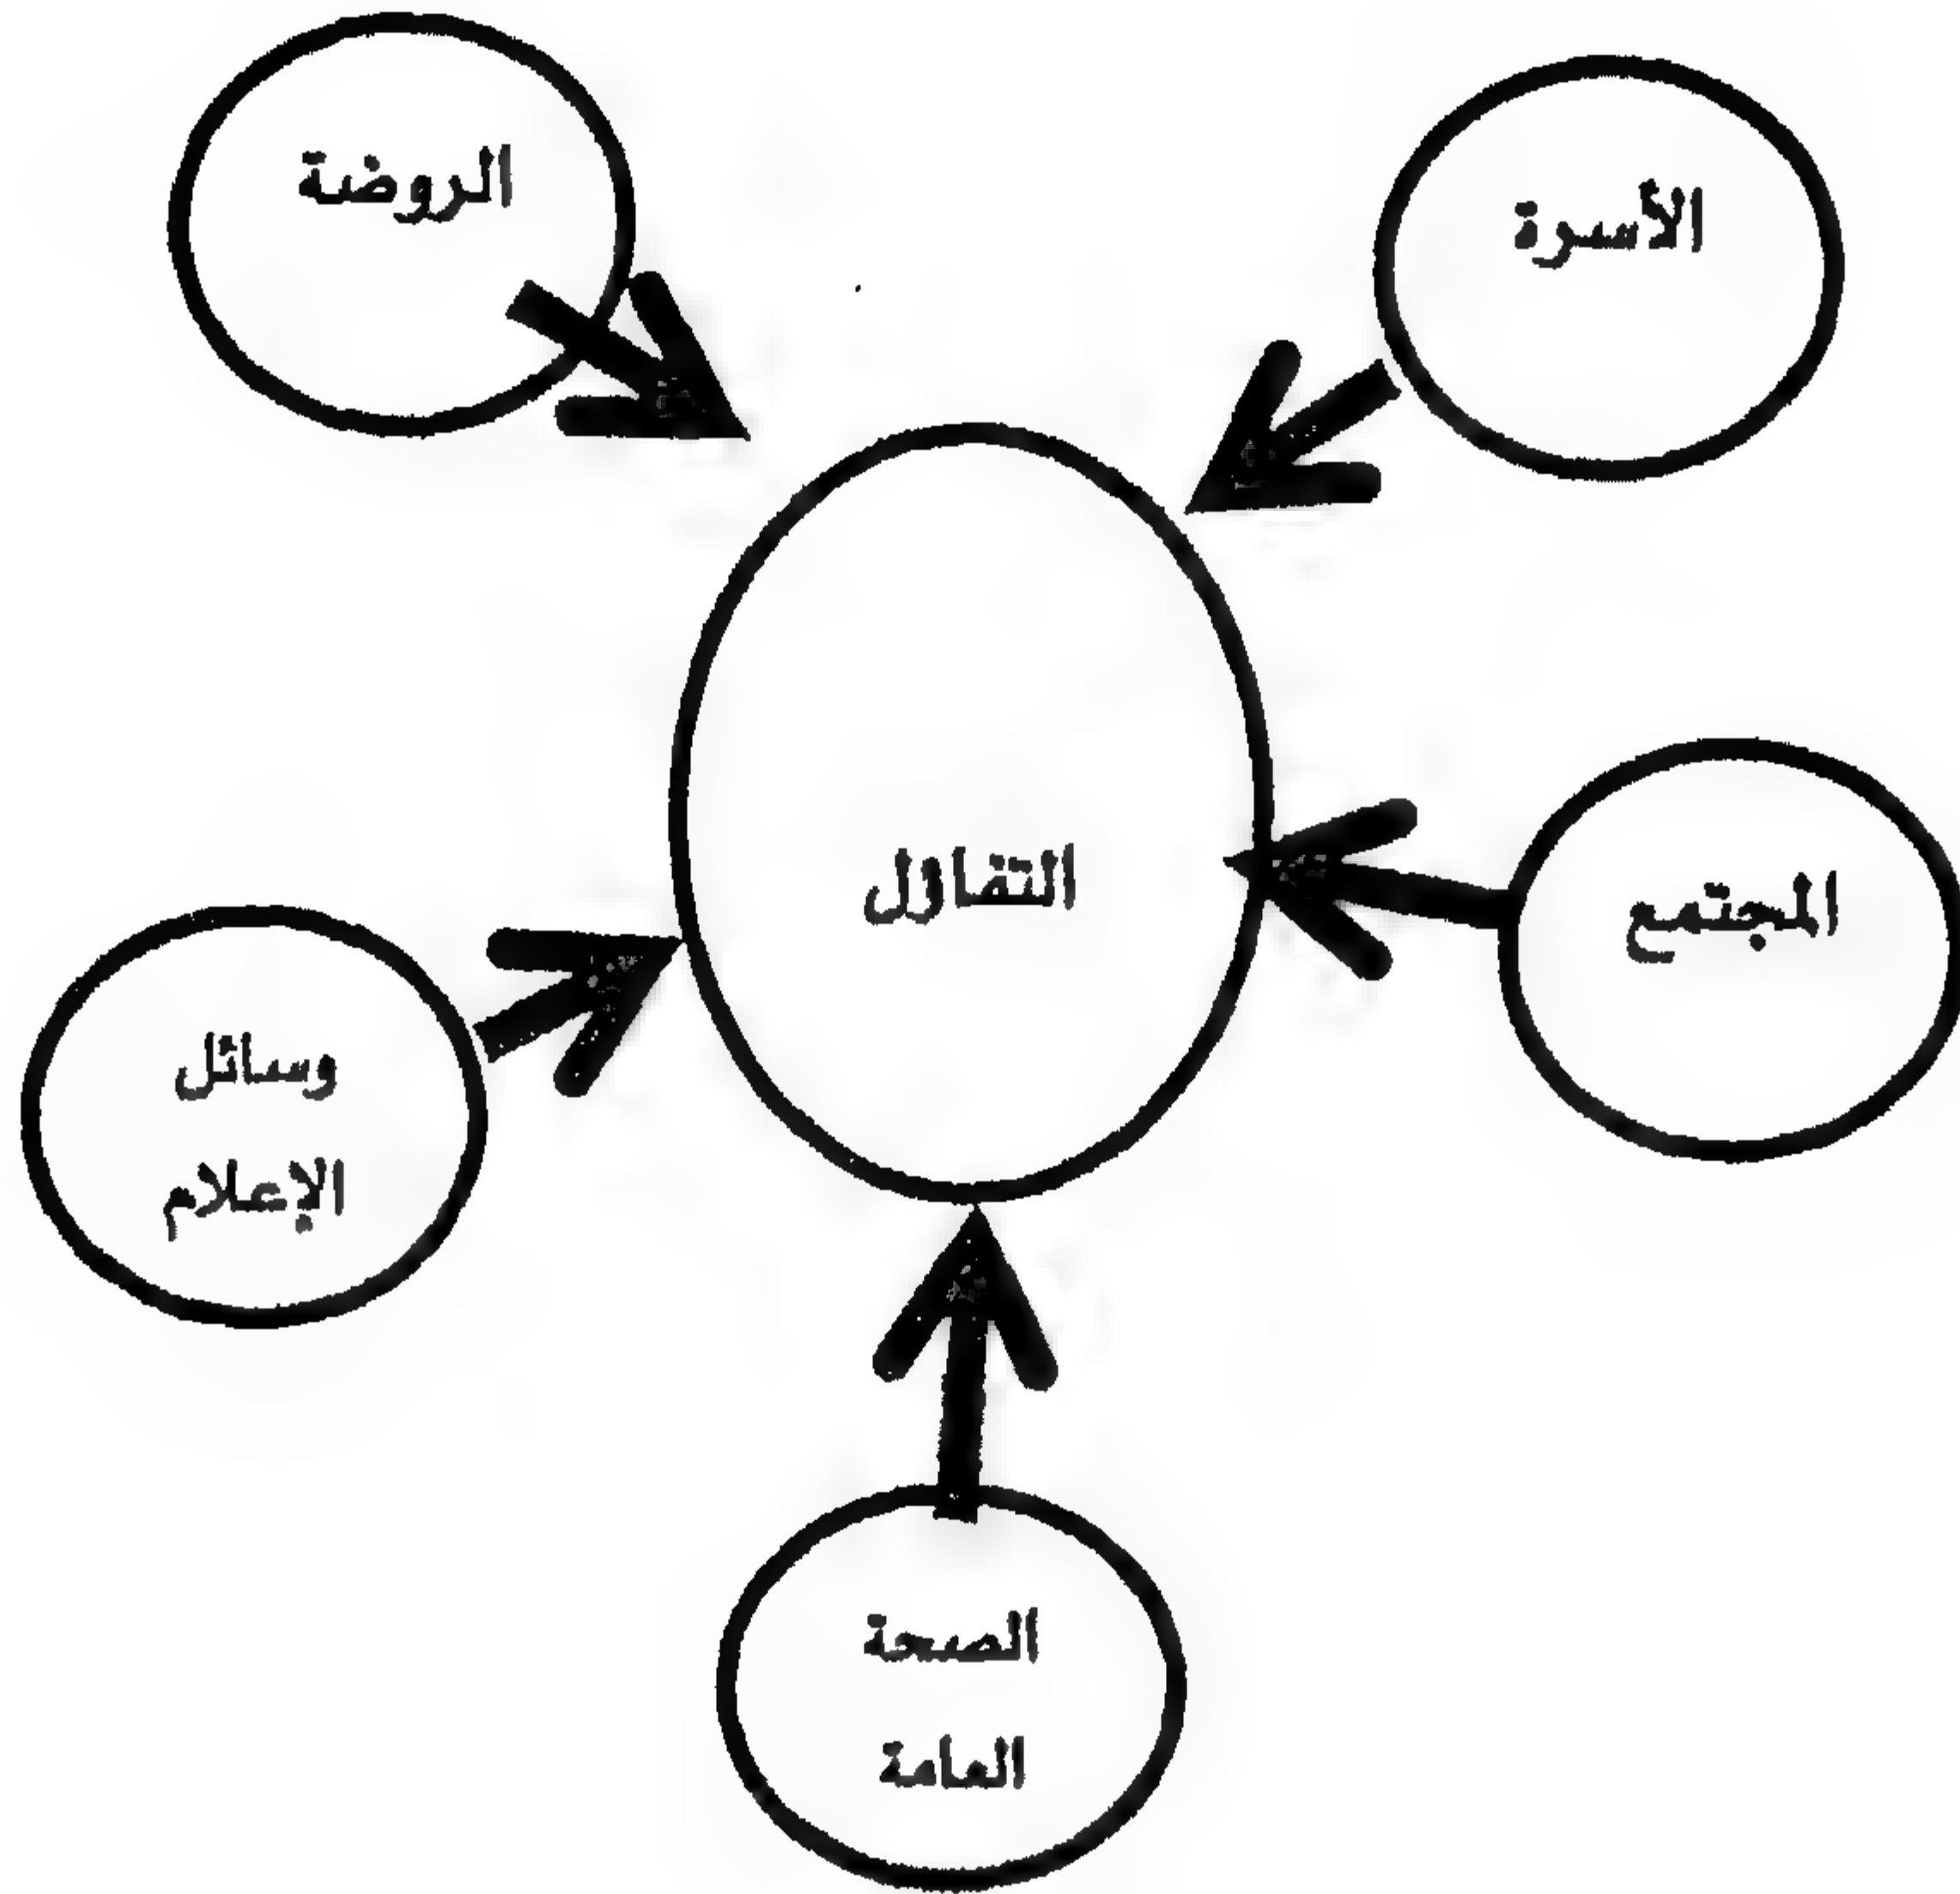 الروضة
الأسرة
التفاؤل
المجتمع
وسائل
الإعلام
الصحة
العامة